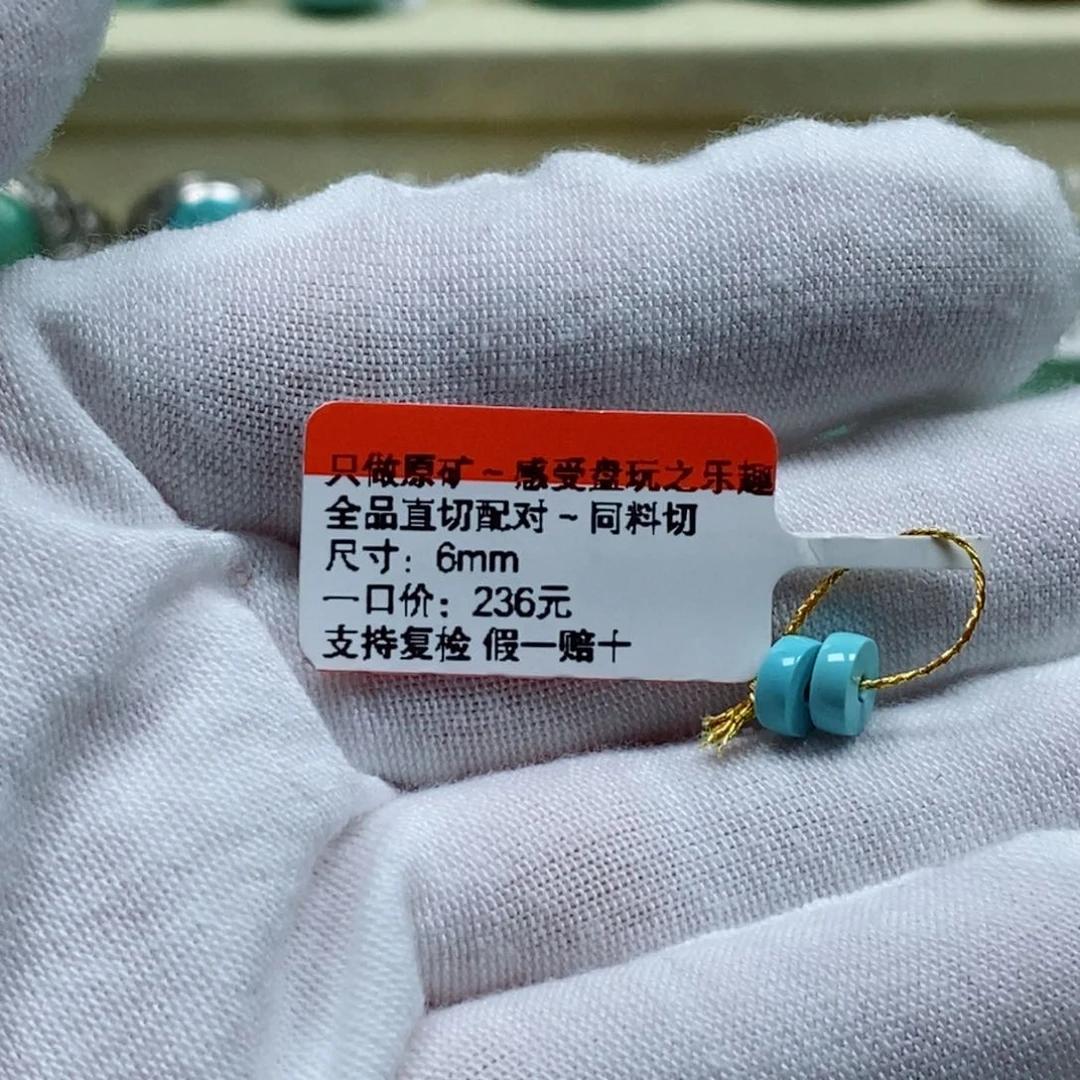 只做原矿~感受盘玩之乐趣
全品直切配对~同料切
尺寸：6mm
一口价：236元
支持复检 假一赔十